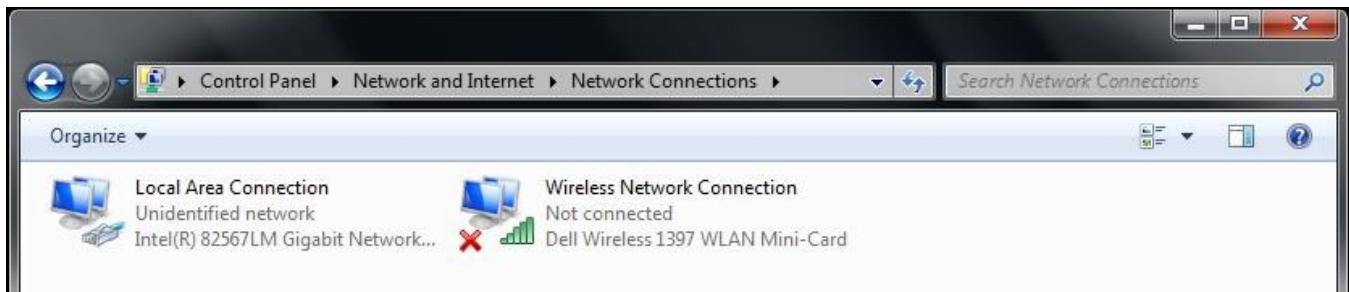 Control Panel Network and Internet Network Connections
Search Network Connections
Organize
Local Area Connection
Unidentified network
Intel(R) 82567LM Gigabit Network...
Wireless Network Connection
Not connected
Dell Wireless 1397 WLAN Mini-Card